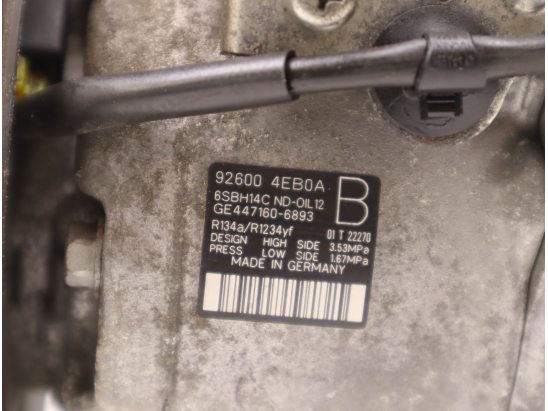 92600 4EB0A B
6SBH14C ND-OIL12
GE447160-6893
R134a/R1234yf 01 T 22270
DESIGN HIGH SIDE 3.53MPa
PRESS LOW SIDE 1.67MPa
MADE IN GERMANY